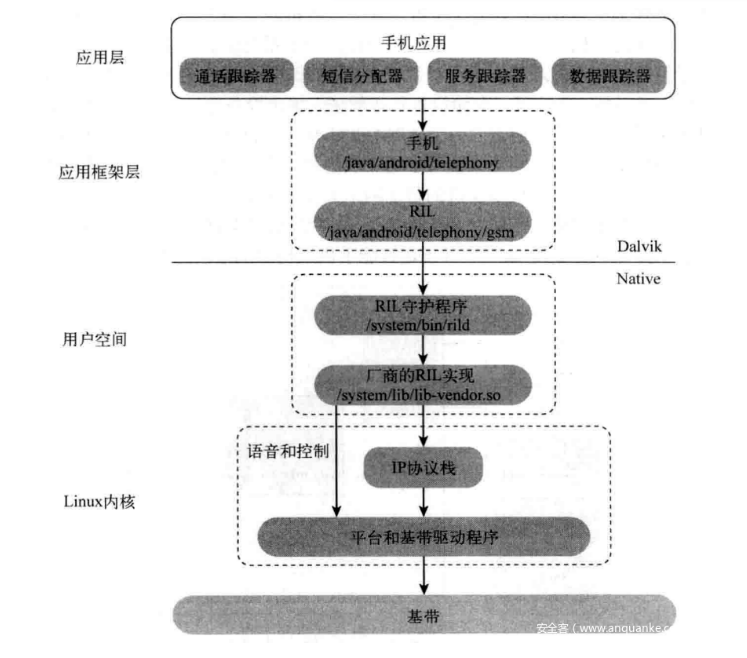 手机应用
应用层
通话跟踪器 短信分配器 服务跟踪器 数据跟踪器
手机
/java/android/telephony
应用框架层
RIL
/java/android/telephony/gsm
Dalvik
Native
RIL守护程序
/system/bin/rild
用户空间
厂商的RIL实现
/system/lib/lib-vendor.so
语音和控制
IP协议栈
Linux内核
平台和基带驱动程序
基带
安全客(www.anquanke.c